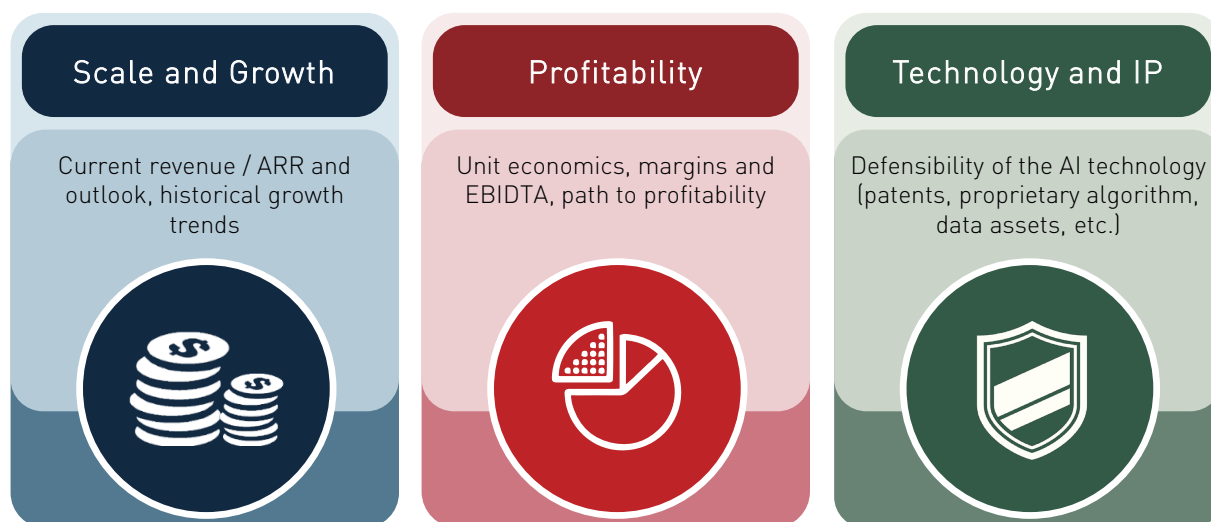 Scale and Growth
Current revenue / ARR and
outlook, historical growth
trends
$
$
Profitability
Unit economics, margins and
EBIDTA, path to profitability
Technology and IP
Defensibility of the AI technology
(patents, proprietary algorithm,
data assets, etc.)